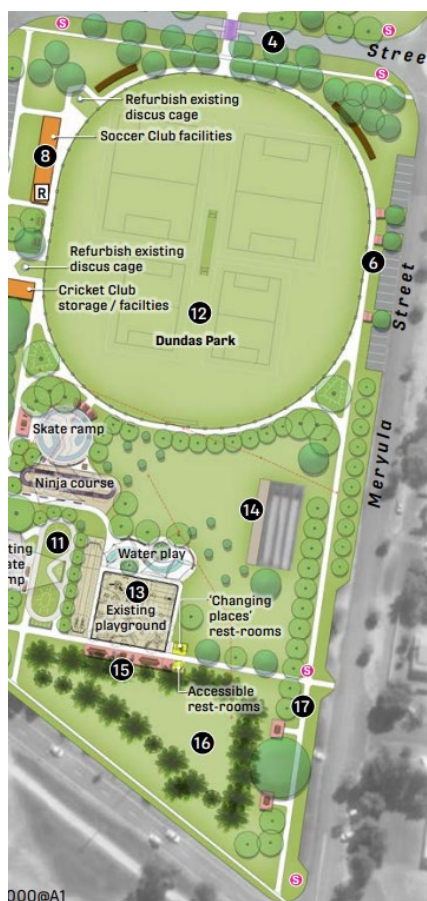 S
4
Street
S
Refurbish existing
discus cage
Soccer Club facilities
8
R
6
Refurbish existing
discus cage
Cricket Club
storage / facilties
12
Dundas Park
Street
Meryula
Skate ramp
Ninja course
14
11
Water play
13
Existing
playground
'Changing
places'
rest-rooms
15
S
Accessible
rest-rooms
17
16
S
000@A1